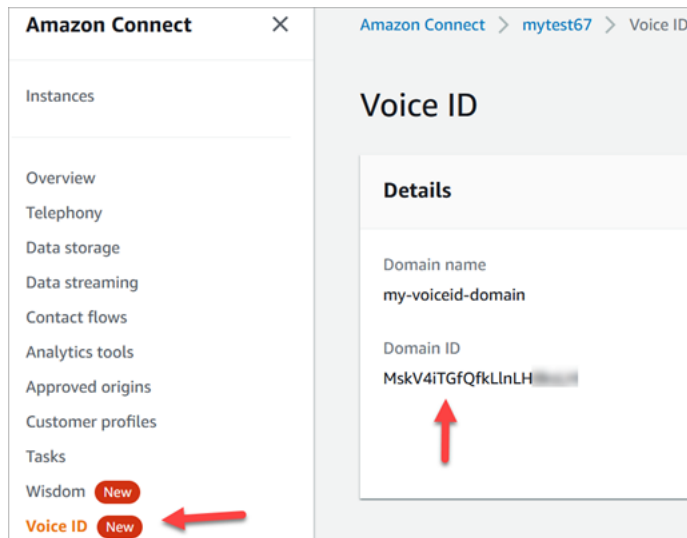 Amazon Connect
Instances
Overview
Telephony
Data storage
Data streaming
Contact flows
Analytics tools
Approved origins
Customer profiles
Tasks
Wisdom New
Voice ID New
Amazon Connect > mytest67 > Voice ID
Voice ID
Details
Domain name
my-voiceid-domain
Domain ID
MskV4iTGfQfkLlnLH